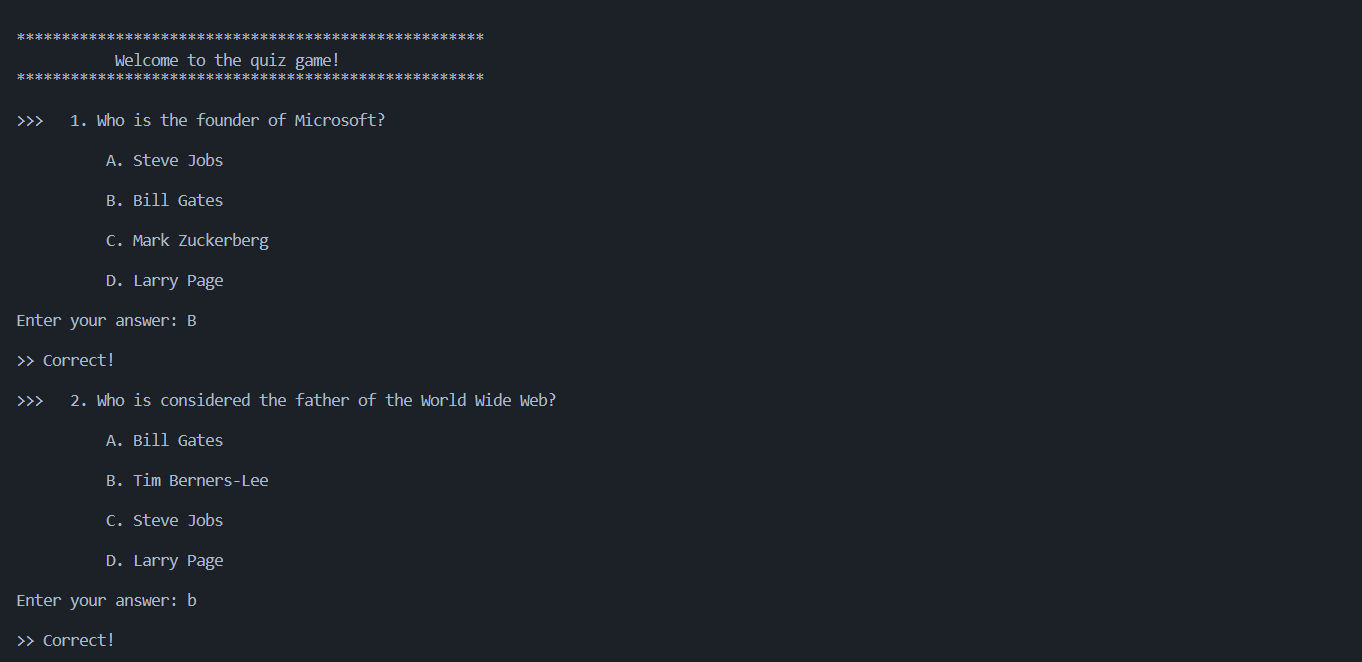 ****************************************************
Welcome to the quiz game!
****************************************************
>>> 1. Who is the founder of Microsoft?
A. Steve Jobs
B. Bill Gates
C. Mark Zuckerberg
D. Larry Page
Enter your answer: B
>> Correct!
>>> 2. Who is considered the father of the World Wide Web?
A. Bill Gates
B. Tim Berners-Lee
C. Steve Jobs
D. Larry Page
Enter your answer: b
>> Correct!